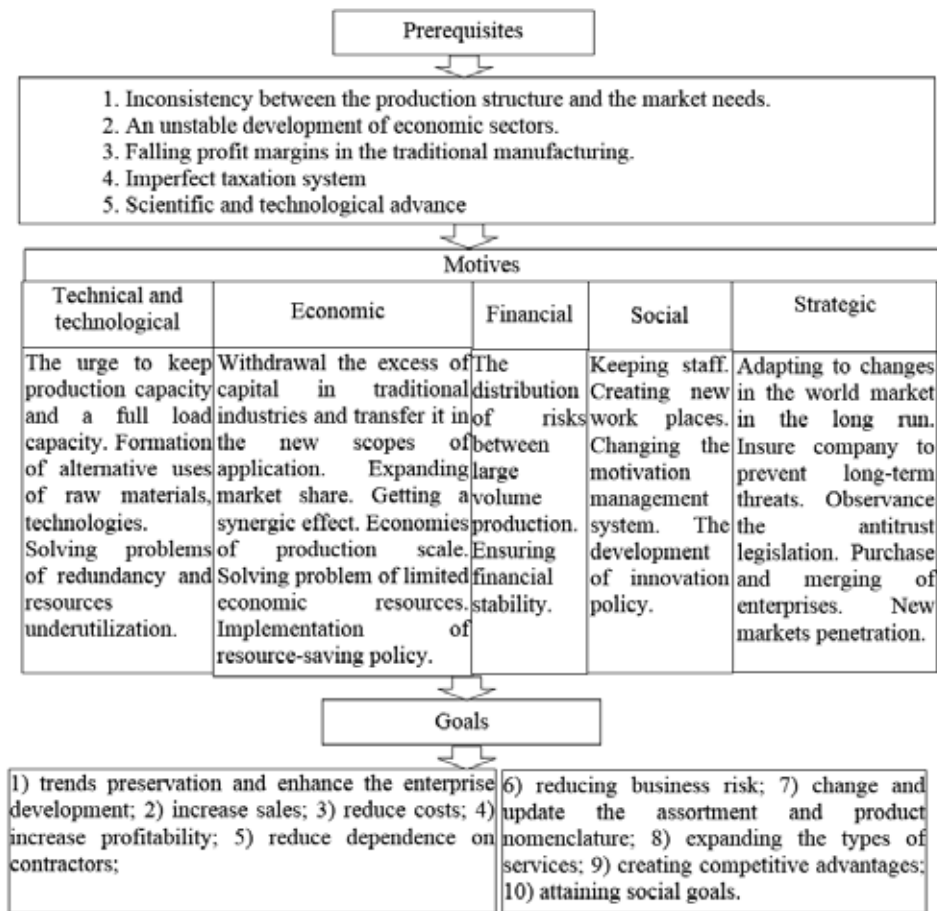 Prerequisites
1. Inconsistency between the production structure and the market needs.
2. An unstable development of economic sectors.
3. Falling profit margins in the traditional manufacturing.
4. Imperfect taxation system
5. Scientific and technological advance
Motives
Technical and
technological
Economic
Financial
Social
Strategic
The urge to keep
production capacity
and a full load
capacity. Formation
of alternative uses
of raw materials,
technologies.
Solving problems
of redundancy and
resources
underutilization.
Withdrawal the excess of
capital in traditional
industries and transfer it in
the new scopes of
application. Expanding
market share. Getting a
synergic effect. Economies
of production scale.
Solving problem of limited
economic resources.
Implementation of
resource-saving policy.
The
distribution
of risks
between
large
volume
production.
Ensuring
financial
stability.
Keeping staff.
Creating new
work places.
Changing the
motivation
management
system. The
development
of innovation
policy.
Adapting to changes
in the world market
in the long run.
Insure company to
prevent long-term
threats. Observance
the antitrust
legislation. Purchase
and merging of
enterprises. New
markets penetration.
Goals
1) trends preservation and enhance the enterprise
development; 2) increase sales; 3) reduce costs; 4)
increase profitability; 5) reduce dependence on
contractors;
6) reducing business risk; 7) change and
update the assortment and product
nomenclature; 8) expanding the types of
services; 9) creating competitive advantages;
10) attaining social goals.